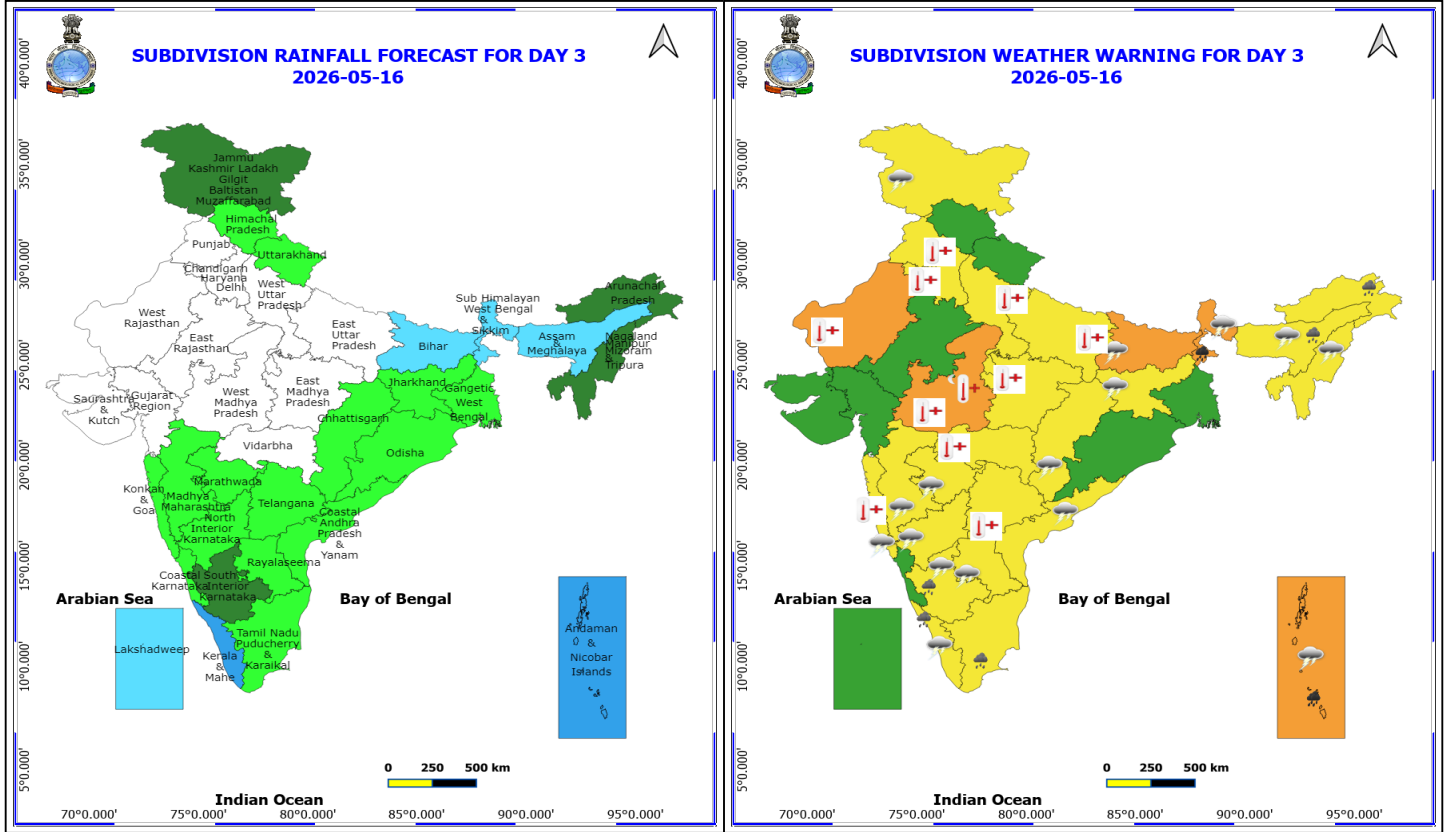 SUBDIVISION RAINFALL FORECAST FOR DAY 3
2026-05-16
40°0.000'
35°0.000'
30°0.000'
25°0.000'
20°0.000'
15°0.000'
10°0.000'
5°0.000'
Jammu
Kashmir Ladakh
Gilgit
Baltistan
Muzaffarabad
Himachal
Pradesh
Punjab
Uttarakhand
Chandigarh
Haryana
Delhi
West
Uttar
Pradesh
West
Rajasthan
East
Rajasthan
East
Uttar
Pradesh
Sub Himalayan
West Bengal
&
Sikkim
Arunachal
Pradesh
Bihar
Assam
&
Meghalaya
Nagaland
Manipur
Mizoram
&
Tripura
Saurashtra
&
Kutch
Gujarat
Region
West
Madhya
Pradesh
East
Madhya
Pradesh
Jharkhand
Gangetic
West
Bengal
Chhattisgarh
Odisha
Vidarbha
Konkan
&
Goa
Madhya
Maharashtra
Marathwada
Telangana
North
Interior
Karnataka
Coastal
Andhra
Pradesh
&
Yanam
Rayalaseema
Coastal
Karnataka
South
Interior
Karnataka
Arabian Sea
Bay of Bengal
Lakshadweep
Kerala
&
Mahe
Tamil Nadu
Puducherry
&
Karaikal
Andaman
&
Nicobar
Islands
0 250 500 km
Indian Ocean
70°0.000' 75°0.000' 80°0.000' 85°0.000' 90°0.000' 95°0.000'
SUBDIVISION WEATHER WARNING FOR DAY 3
2026-05-16
40°0.000'
35°0.000'
30°0.000'
25°0.000'
20°0.000'
15°0.000'
10°0.000'
5°0.000'
Arabian Sea
Bay of Bengal
0 250 500 km
Indian Ocean
70°0.000' 75°0.000' 80°0.000' 85°0.000' 90°0.000' 95°0.000'